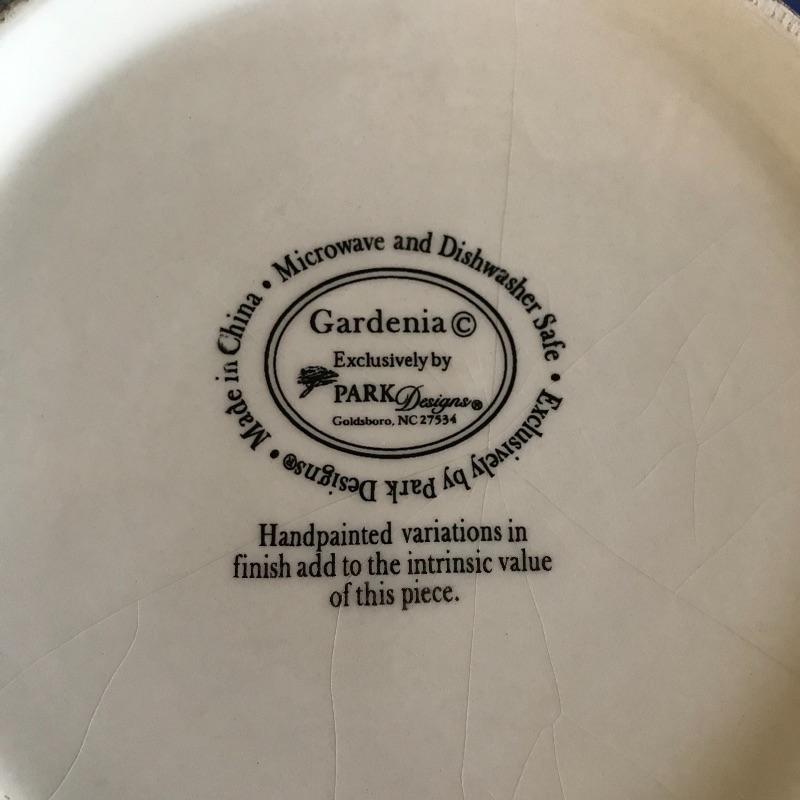 Made in China • Microwave and Dishwasher Safe • Exclusively by Park Designs® •
Gardenia ©
Exclusively by
PARK Designs®
Goldsboro, NC 27534
Handpainted variations in
finish add to the intrinsic value
of this piece.